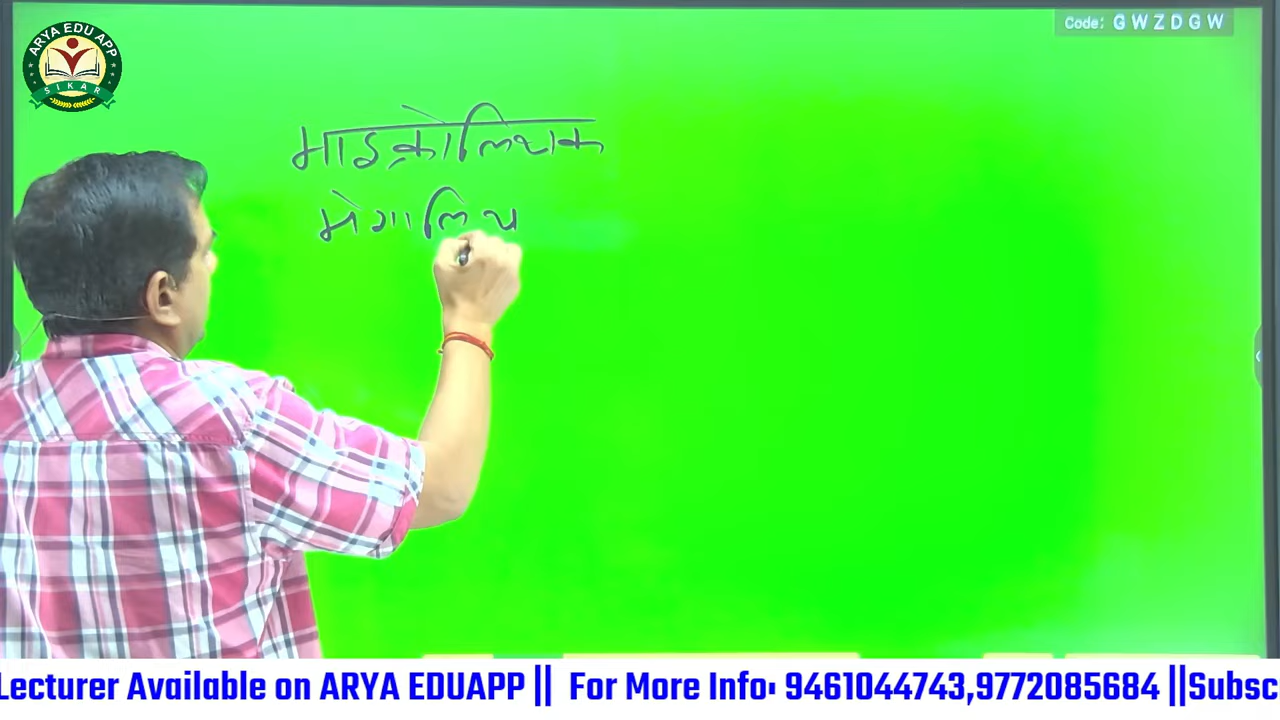 ARYA EDU APP
SIKAR
Code: GWZDGW
माइक्रोलिथाक
मेगालिथ
Lecturer Available on ARYA EDUAPP || For More Info: 9461044743,9772085684 ||Subsc